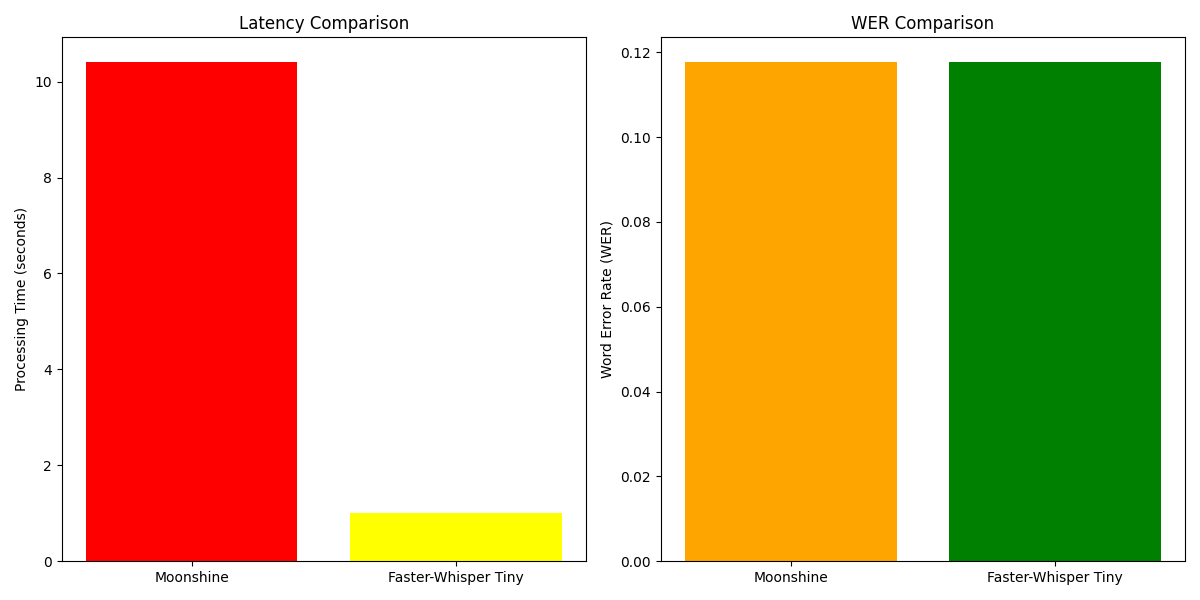 Latency Comparison
Processing Time (seconds)
10
8
6
4
2
0
Moonshine
Faster-Whisper Tiny
WER Comparison
Word Error Rate (WER)
0.12
0.10
0.08
0.06
0.04
0.02
0.00
Moonshine
Faster-Whisper Tiny